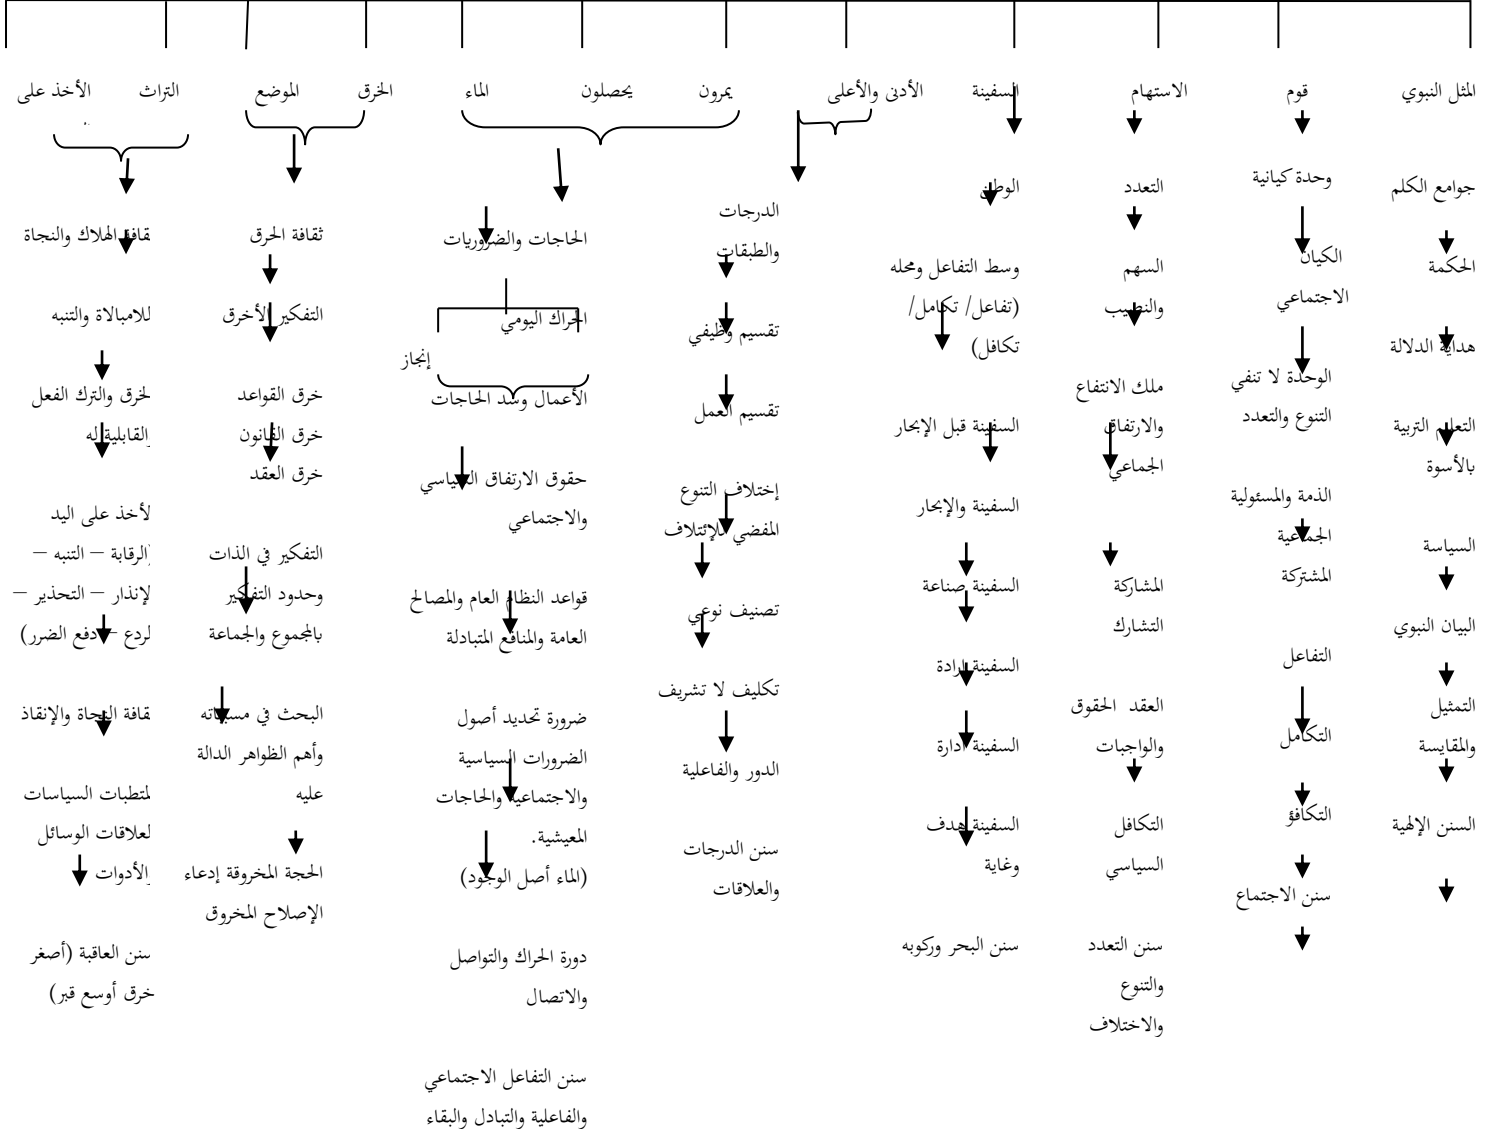 المثل النبوي
قوم
الاستهام
السفينة
الأدنى والأعلى
يمرون
يحصلون
الماء
الخرق
الموضع
التراث
الأخذ على
جوامع الكلم
الحكمة
هداية الدلالة
التعليم التربية
بالأسوة
السياسة
البيان النبوي
التمثيل
والمقايسة
السنن الإلهية
وحدة كيانية
الكيان
الاجتماعي
الوحدة لا تنفي
التنوع والتعدد
الذمة والمسئولية
الجماعية
المشتركة
التفاعل
التكامل
التكافؤ
سنن الاجتماع
التعدد
السهم
والنصيب
ملك الانتفاع
والارتفاق
الجماعي
المشاركة
التشارك
العقد الحقوق
والواجبات
التكافل
السياسي
سنن التعدد
والتنوع
والاختلاف
الوطن
وسط التفاعل ومحله
(تفاعل/ تكامل/
تكافل)
السفينة قبل الإبحار
السفينة والإبحار
السفينة صناعة
السفينة إرادة
السفينة إدارة
السفينة هدف
وغاية
سنن البحر وركوبه
الدرجات
والطبقات
تقسيم وظيفي
تقسيم العمل
إختلاف التنوع
المفضي للإئتلاف
تصنيف نوعي
تكليف لا تشريف
الدور والفاعلية
سنن الدرجات
والعلاقات
الحاجات والضروريات
الحراك اليومي
إنجاز
الأعمال وسد الحاجات
حقوق الارتفاق السياسي
والاجتماعي
قواعد النظام العام والمصالح
العامة والمنافع المتبادلة
ضرورة تحديد أصول
الضرورات السياسية
والاجتماعية والحاجات
المعيشية.
(الماء أصل الوجود)
دورة الحراك والتواصل
والاتصال
سنن التفاعل الاجتماعي
والفاعلية والتبادل والبقاء
ثقافة الخرق
التفكير الأخرق
خرق القواعد
خرق القانون
خرق العقد
التفكير في الذات
وحدود التفكير
بالمجموع والجماعة
البحث في مسبباته
وأهم الظواهر الدالة
عليه
الحجة المخروقة إدعاء
الإصلاح المخروق
ثقافة الهلاك والنجاة
اللامبالاة والتنبه
الخرق والترك الفعل
والقابلية له
الأخذ على اليد
(الرقابة – التنبه –
الإنذار – التحذير –
الردع – دفع الضرر)
ثقافة النجاة والإنقاذ
المتطبات السياسات
العلاقات الوسائل
والأدوات
سنن العاقبة (أصغر
خرق أوسع قبر)